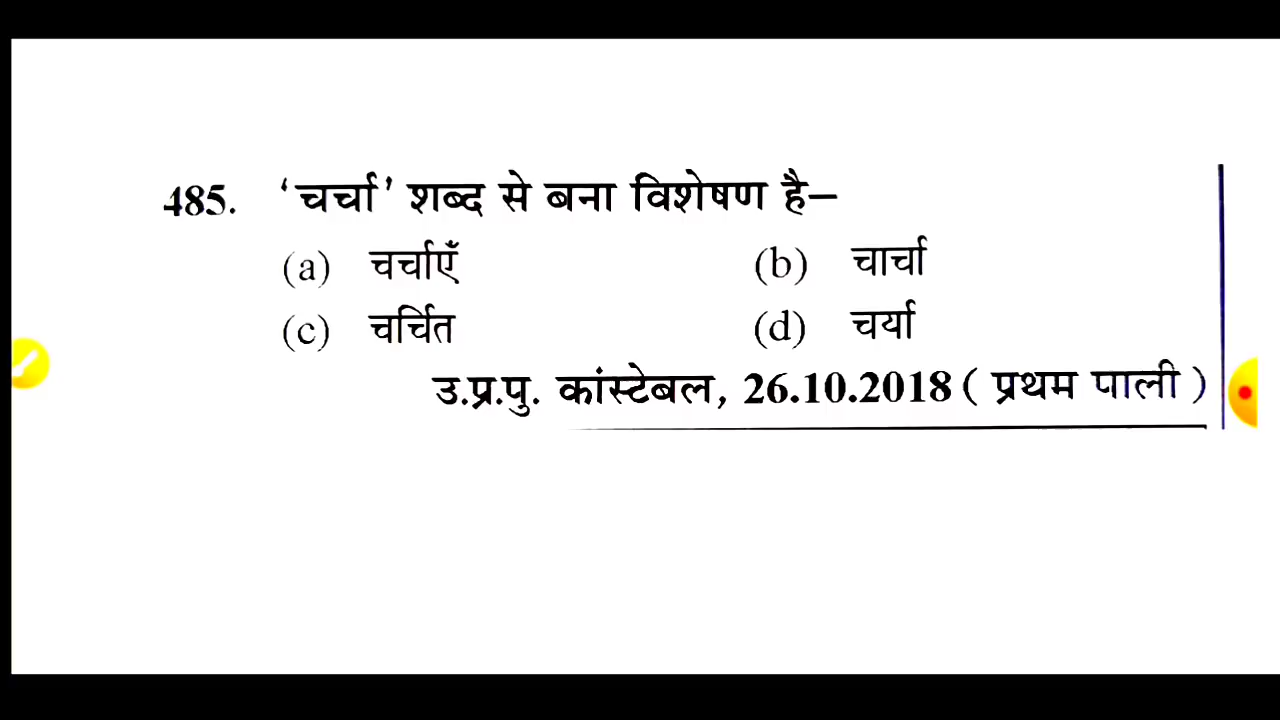 485. ‘चर्चा’ शब्द से बना विशेषण है–
(a) चर्चाएँ (b) चार्चा
(c) चर्चित (d) चर्या
उ.प्र.पु. कांस्टेबल, 26.10.2018 ( प्रथम पाली )